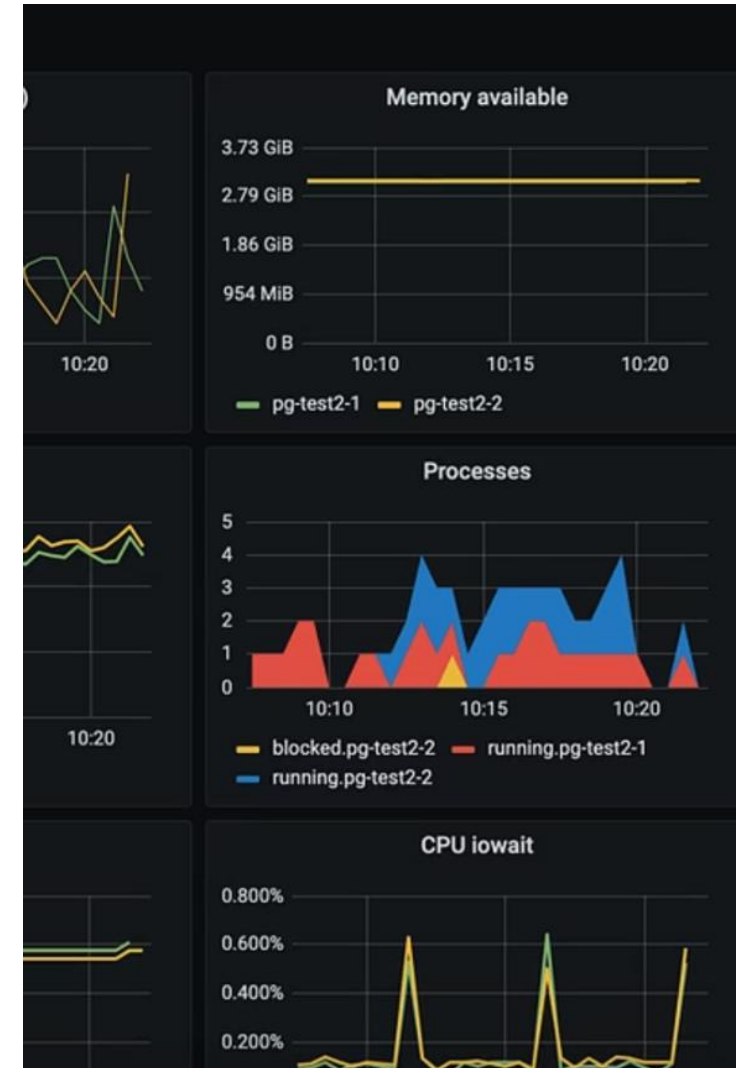 )
Memory available
3.73 GiB
2.79 GiB
1.86 GiB
954 MiB
0 B
10:20
10:10 10:15 10:20
pg-test2-1 pg-test2-2
Processes
5
4
3
2
1
0
10:10 10:15 10:20
10:20
blocked.pg-test2-2 running.pg-test2-1
running.pg-test2-2
CPU iowait
0.800%
0.600%
0.400%
0.200%